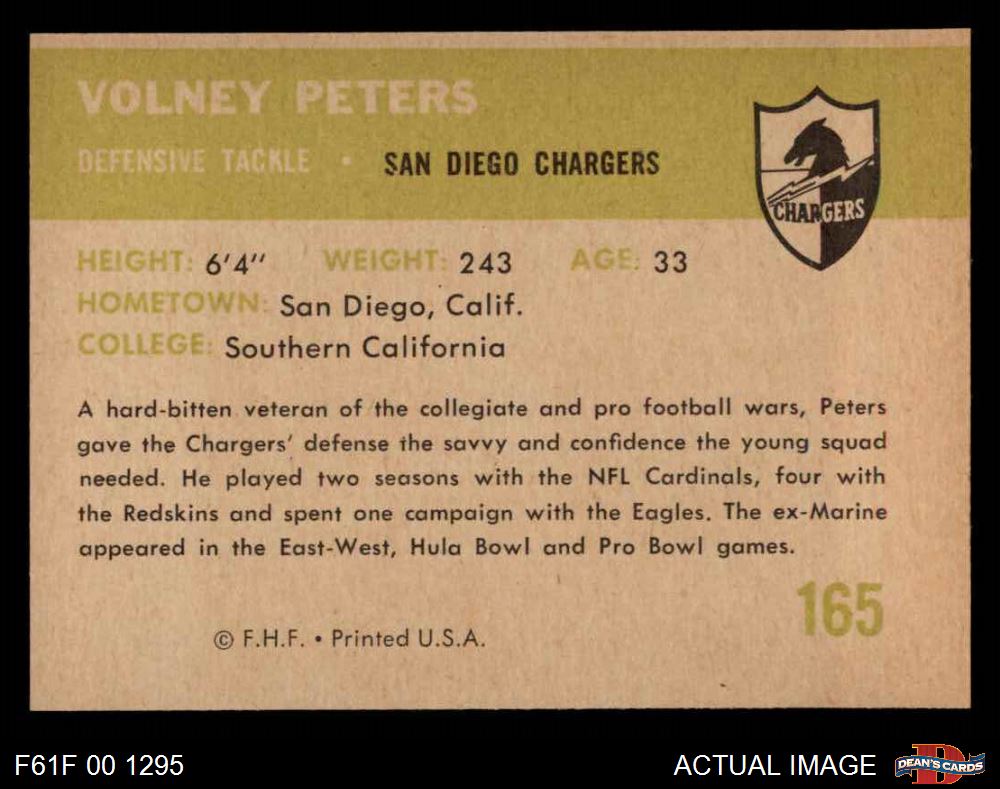 VOLNEY PETERS
DEFENSIVE TACKLE • SAN DIEGO CHARGERS
CHARGERS
HEIGHT: 6'4" WEIGHT: 243 AGE: 33
HOMETOWN: San Diego, Calif.
COLLEGE: Southern California
A hard-bitten veteran of the collegiate and pro football wars, Peters
gave the Chargers' defense the savvy and confidence the young squad
needed. He played two seasons with the NFL Cardinals, four with
the Redskins and spent one campaign with the Eagles. The ex-Marine
appeared in the East-West, Hula Bowl and Pro Bowl games.
165
© F.H.F. • Printed U.S.A.
F61F 00 1295
ACTUAL IMAGE
D
DEAN'S CARDS